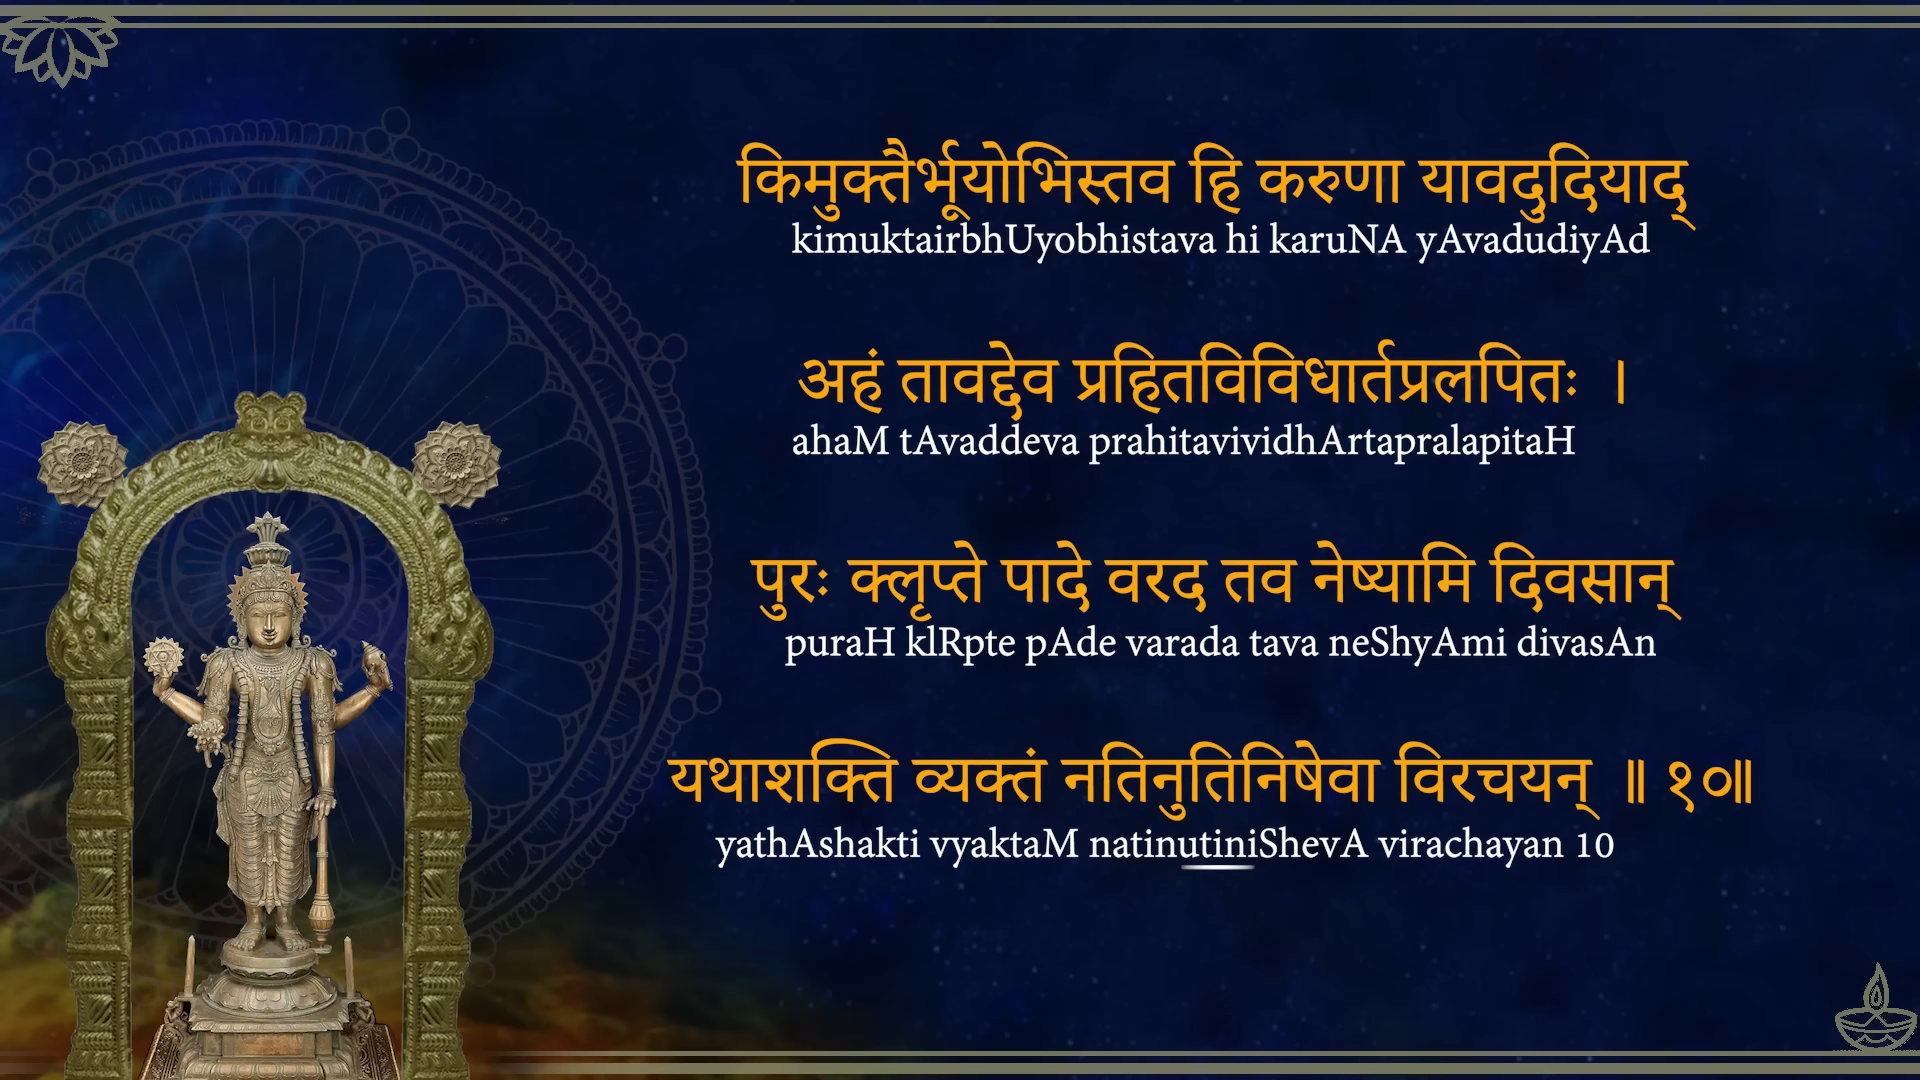 किमुक्तैर्भूयोभिस्तव हि करुणा यावदुदियाद्
kimuktairbhUyobhistava hi karuNA yAvadudiyAd
अहं तावद्देव प्रहितविविधार्तप्रलपितः ।
ahaM tAvaddeva prahitavividhArtapralapitaH
पुरः क्लृप्ते पादे वरद तव नेष्यामि दिवसान्
puraH klRpte pAde varada tava neShyAmi divasAn
यथाशक्ति व्यक्तं नतिनुतिनिषेवा विरचयन् ॥ १०॥
yathAshakti vyaktaM natinutiniShevA virachayan 10